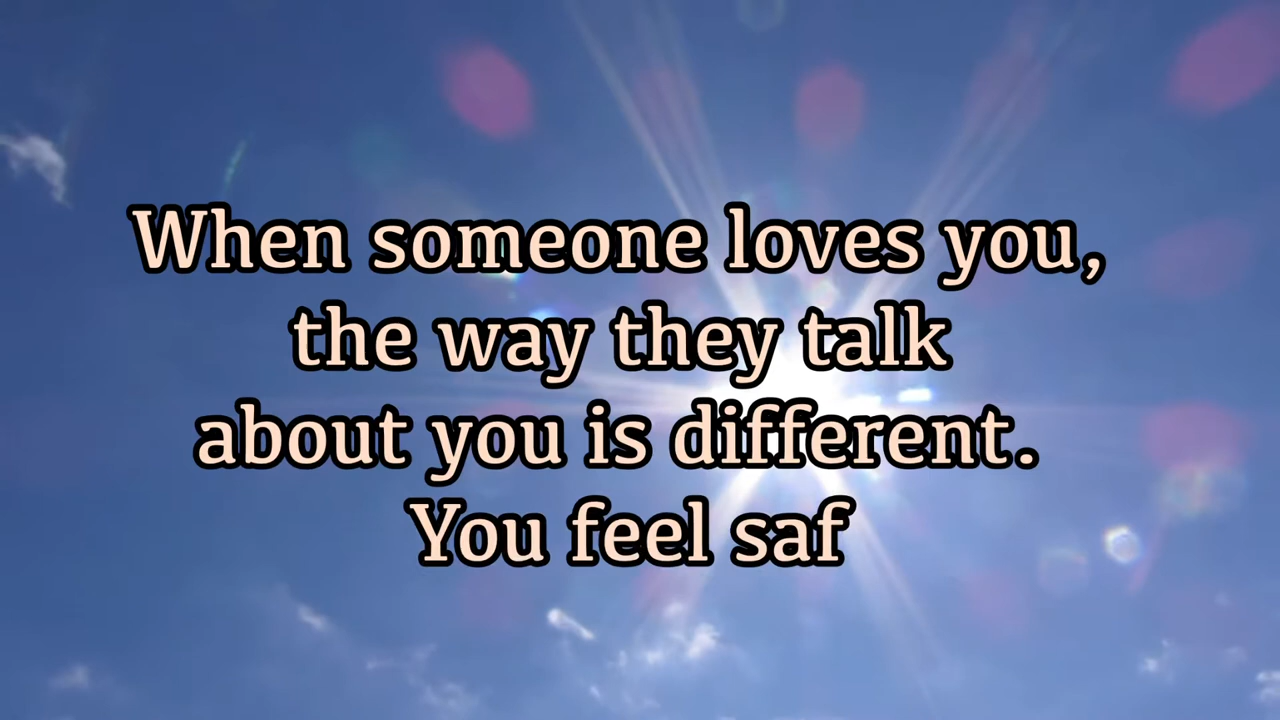 When someone loves you,
the way they talk
about you is different.
You feel saf